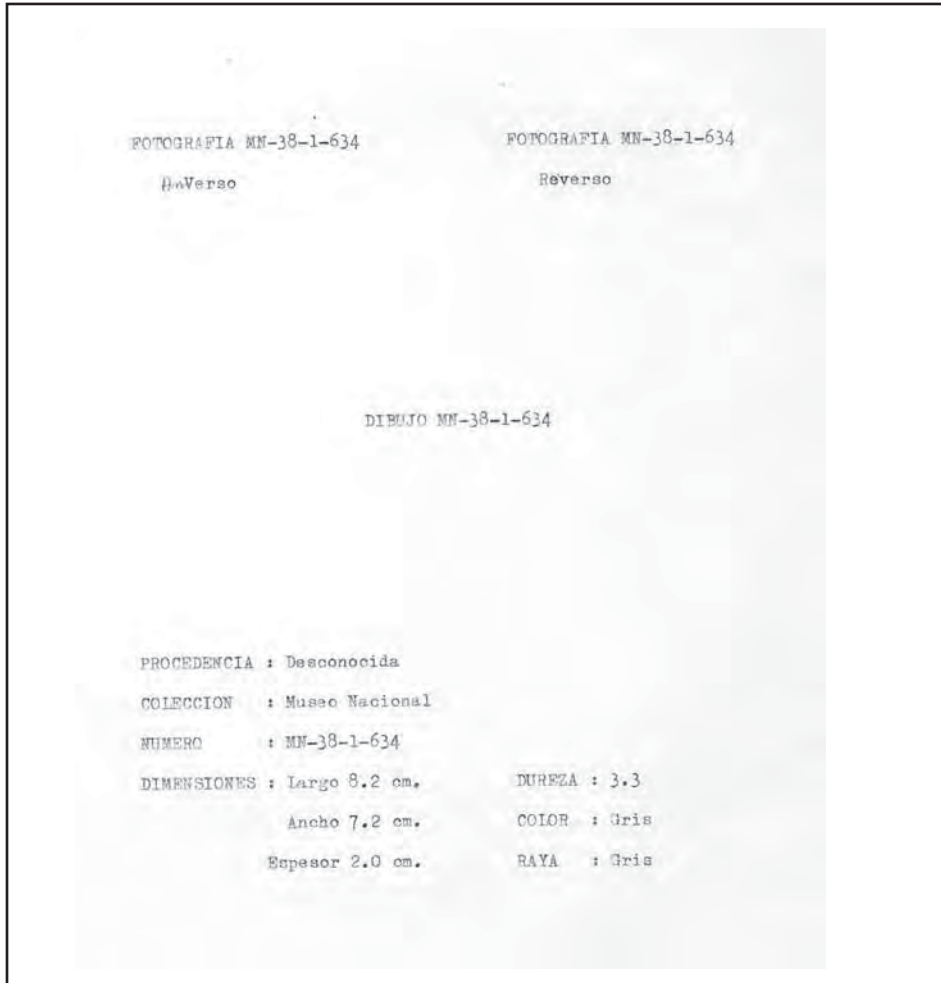 FOTOGRAFIA MN-38-1-634 FOTOGRAFIA MN-38-1-634
AnVerso Reverso
DIBUJO MN-38-1-634
PROCEDENCIA : Desconocida
COLECCION : Museo Nacional
NUMERO : MN-38-1-634
DIMENSIONES : Largo 8.2 cm. DUREZA : 3.3
Ancho 7.2 cm. COLOR : Gris
Espesor 2.0 cm. RAYA : Gris